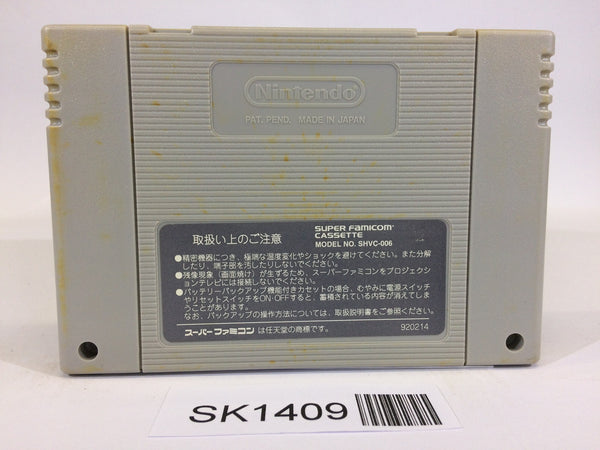 Nintendo
PAT. PEND. MADE IN JAPAN
取扱い上のご注意
SUPER FAMICOM
CASSETTE
MODEL NO. SHVC-006
●精密機器につき、極端な温度変化やショックを避けてください。また分解
したり、端子部を汚したりしないでください。
●残像現象（画面焼け）が生ずるため、スーパーファミコンをプロジェクシ
ョンテレビには接続しないでください。
●バッテリーバックアップ機能付きカセットの場合、むやみに電源スイッチ
やリセットスイッチをON·OFFすると、蓄積されている内容が消えてしま
うことがあります。
なお、バックアップの操作方法については、取扱説明書をご参照ください。
スーパーファミコン は任天堂の商標です。
920214
SK1409